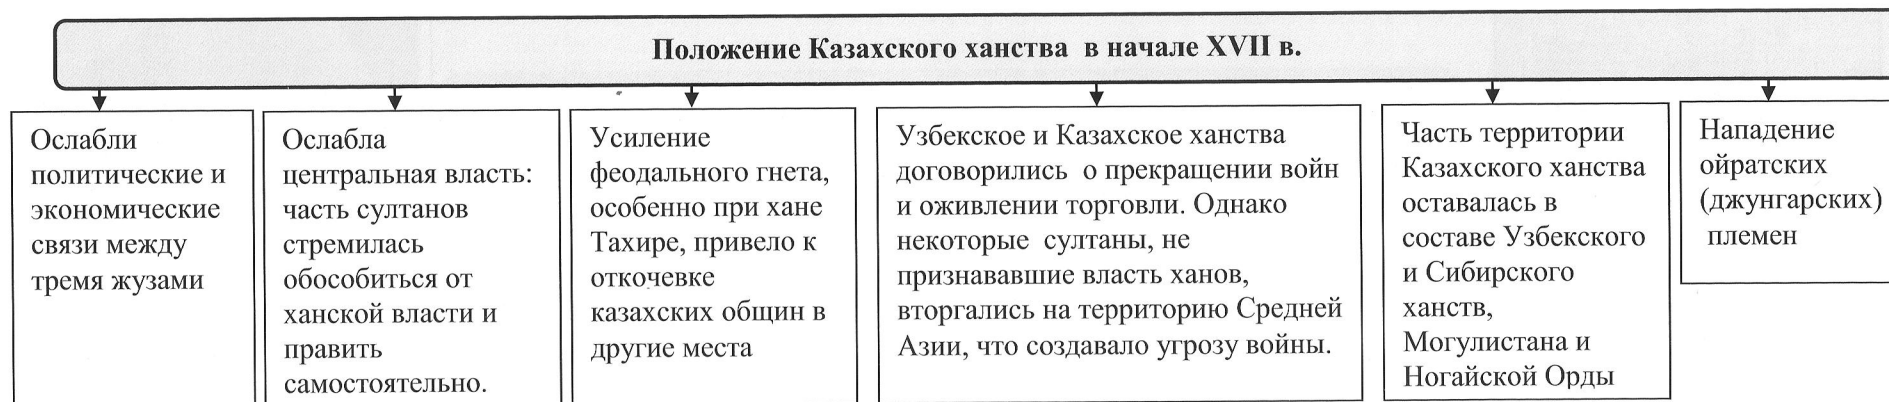 Положение Казахского ханства в начале XVII в.
Ослабли
политические и
экономические
связи между
тремя жузами
Ослабла
центральная власть:
часть султанов
стремилась
обособиться от
ханской власти и
править
самостоятельно.
Усиление
феодального гнета,
особенно при хане
Тахире, привело к
откочевке
казахских общин в
другие места
Узбекское и Казахское ханства
договорились о прекращении войн
и оживлении торговли. Однако
некоторые султаны, не
признававшие власть ханов,
вторгались на территорию Средней
Азии, что создавало угрозу войны.
Часть территории
Казахского ханства
оставалась в
составе Узбекского
и Сибирского
ханств,
Могулистана и
Ногайской Орды
Нападение
ойратских
(джунгарских)
племен